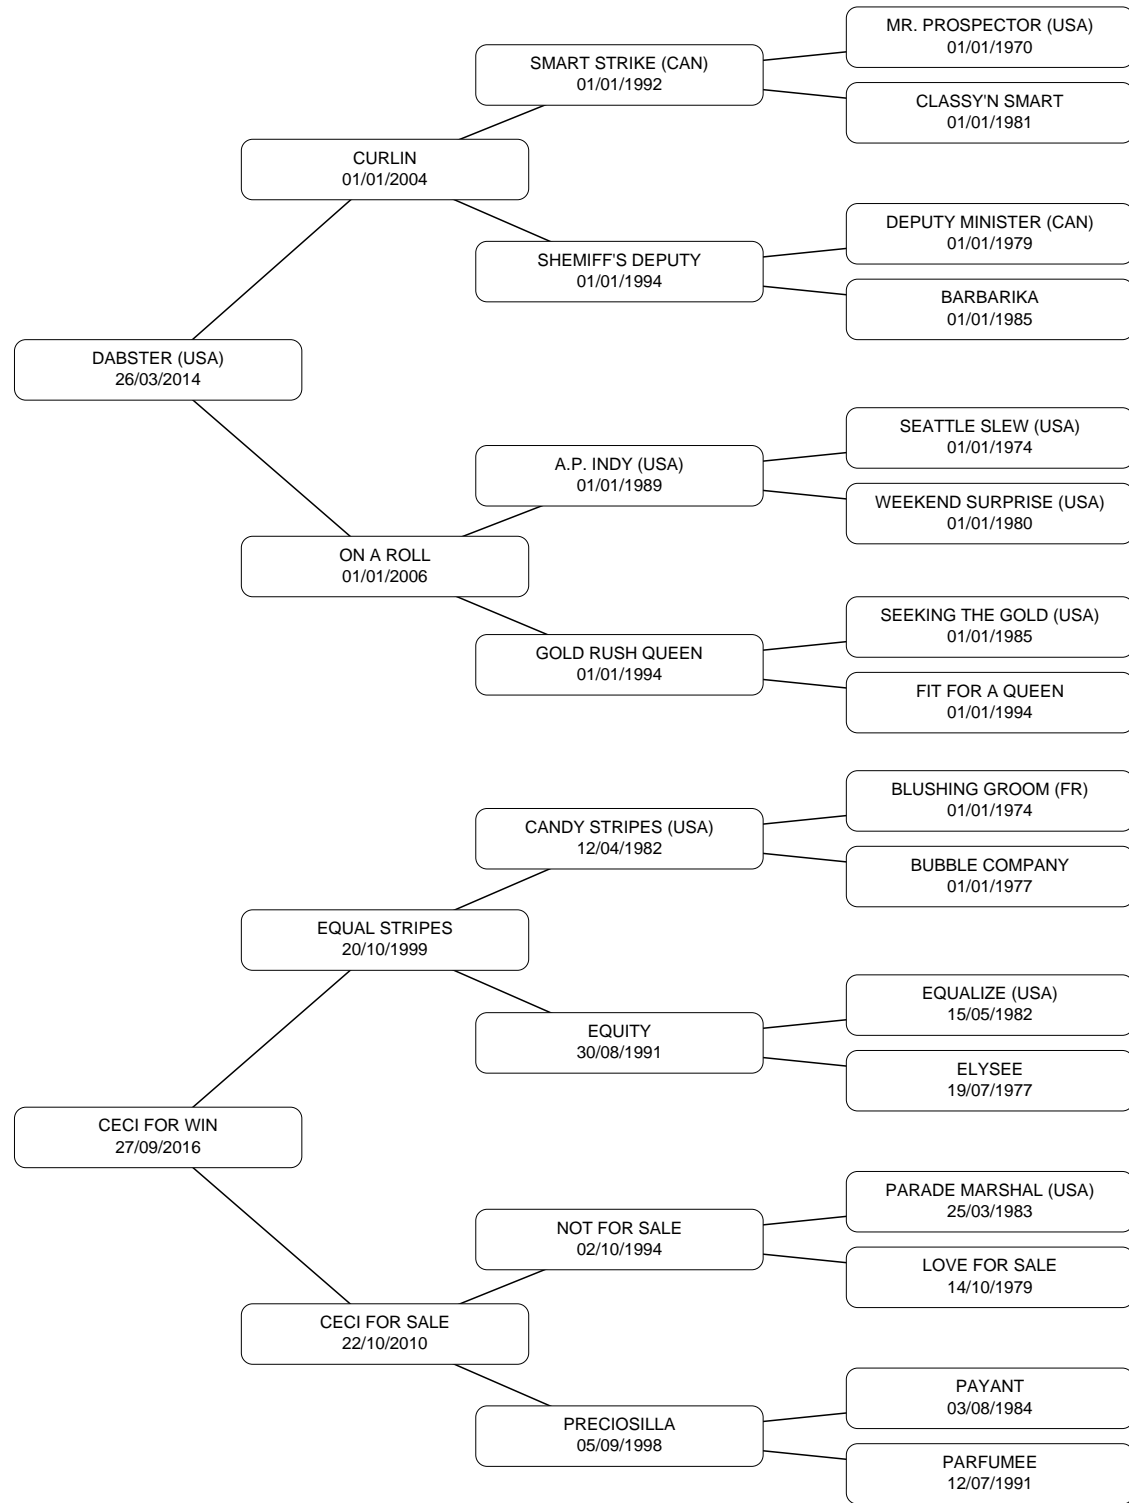 MR. PROSPECTOR (USA)
01/01/1970
SMART STRIKE (CAN)
01/01/1992
CLASSY'N SMART
01/01/1981
CURLIN
01/01/2004
DEPUTY MINISTER (CAN)
01/01/1979
SHEMIFF'S DEPUTY
01/01/1994
BARBARIKA
01/01/1985
DABSTER (USA)
26/03/2014
SEATTLE SLEW (USA)
01/01/1974
A.P. INDY (USA)
01/01/1989
WEEKEND SURPRISE (USA)
01/01/1980
ON A ROLL
01/01/2006
SEEKING THE GOLD (USA)
01/01/1985
GOLD RUSH QUEEN
01/01/1994
FIT FOR A QUEEN
01/01/1994
BLUSHING GROOM (FR)
01/01/1974
CANDY STRIPES (USA)
12/04/1982
BUBBLE COMPANY
01/01/1977
EQUAL STRIPES
20/10/1999
EQUALIZE (USA)
15/05/1982
EQUITY
30/08/1991
ELYSEE
19/07/1977
CECI FOR WIN
27/09/2016
PARADE MARSHAL (USA)
25/03/1983
NOT FOR SALE
02/10/1994
LOVE FOR SALE
14/10/1979
CECI FOR SALE
22/10/2010
PAYANT
03/08/1984
PRECIOSILLA
05/09/1998
PARFUMEE
12/07/1991